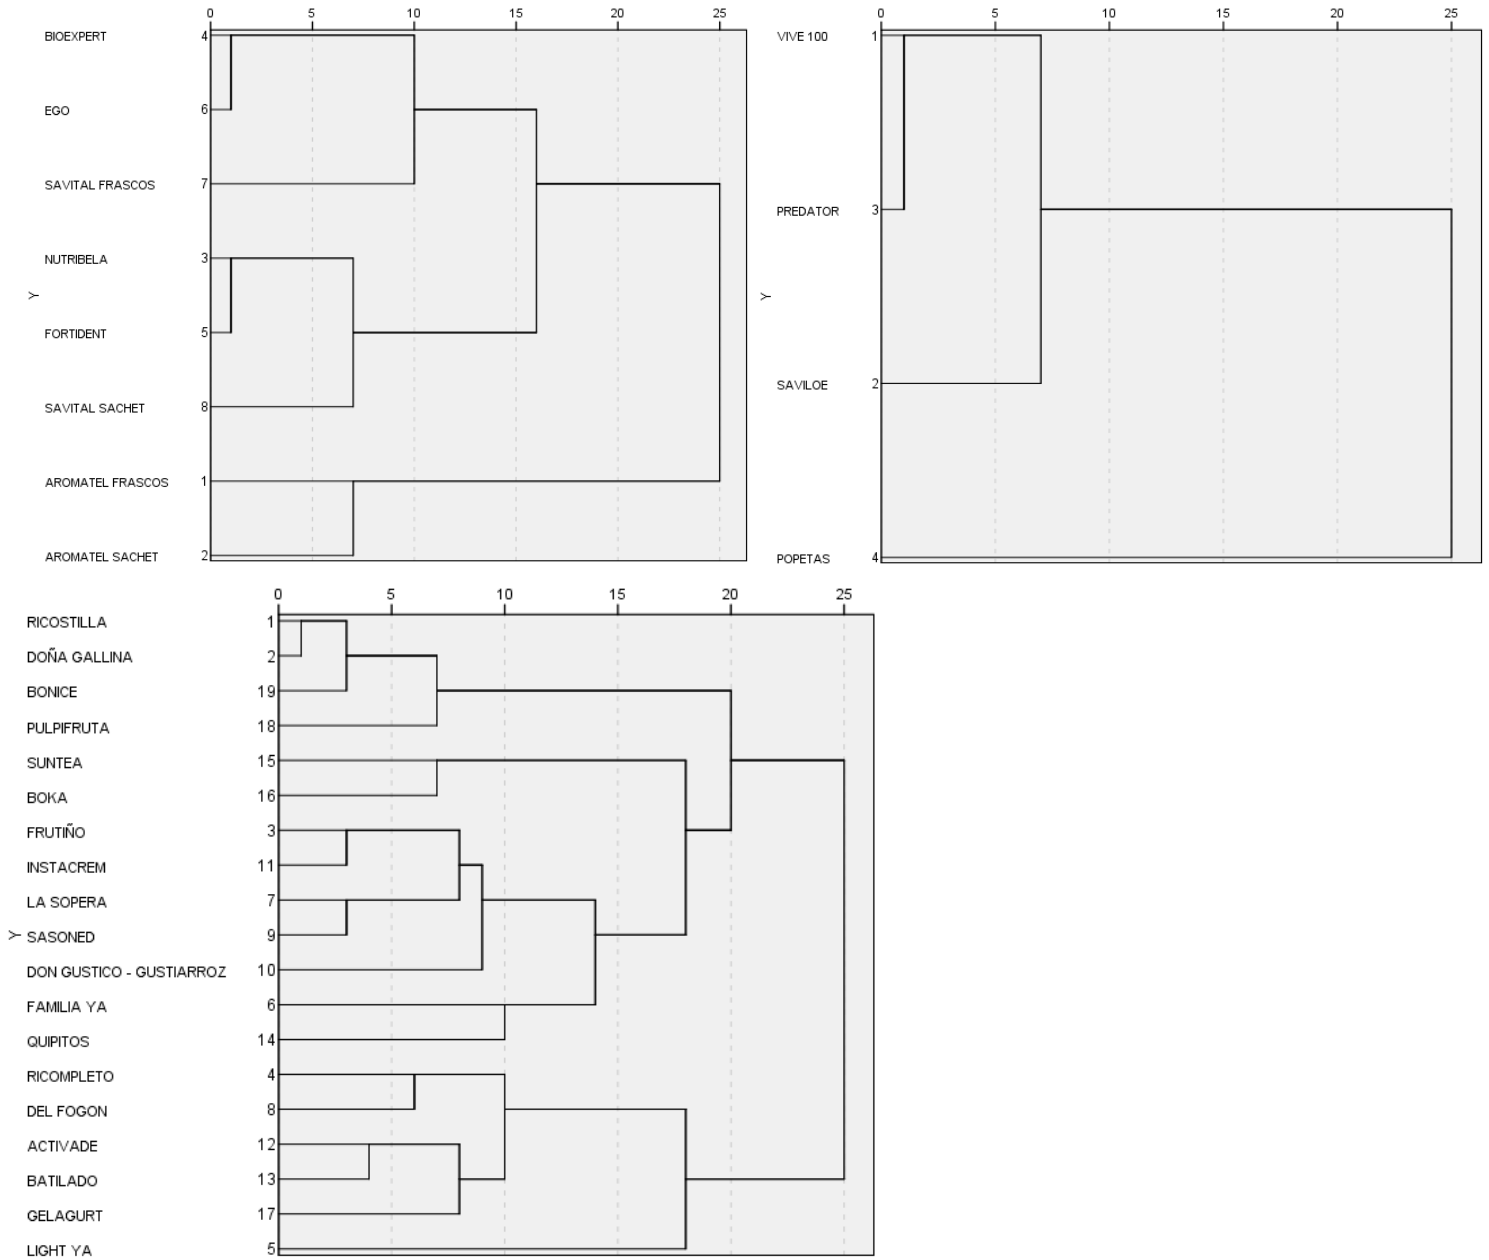 0 5 10 15 20 25
BIOEXPERT 4
EGO 6
SAVITAL FRASCOS 7
NUTRIBELA 3
Y
FORTIDENT 5
SAVITAL SACHET 8
AROMATEL FRASCOS 1
AROMATEL SACHET 2
0 5 10 15 20 25
VIVE 100 1
PREDATOR 3
Y
SAVILOE 2
POPETAS 4
0 5 10 15 20 25
RICOSTILLA 1
DOÑA GALLINA 2
BONICE 19
PULPIFRUTA 18
SUNTEA 15
BOKA 16
FRUTIÑO 3
INSTACREM 11
LA SOPERA 7
Y SASONED 9
DON GUSTICO - GUSTIARROZ 10
FAMILIA YA 6
QUIPITOS 14
RICOMPLETO 4
DEL FOGON 8
ACTIVADE 12
BATILADO 13
GELAGURT 17
LIGHT YA 5